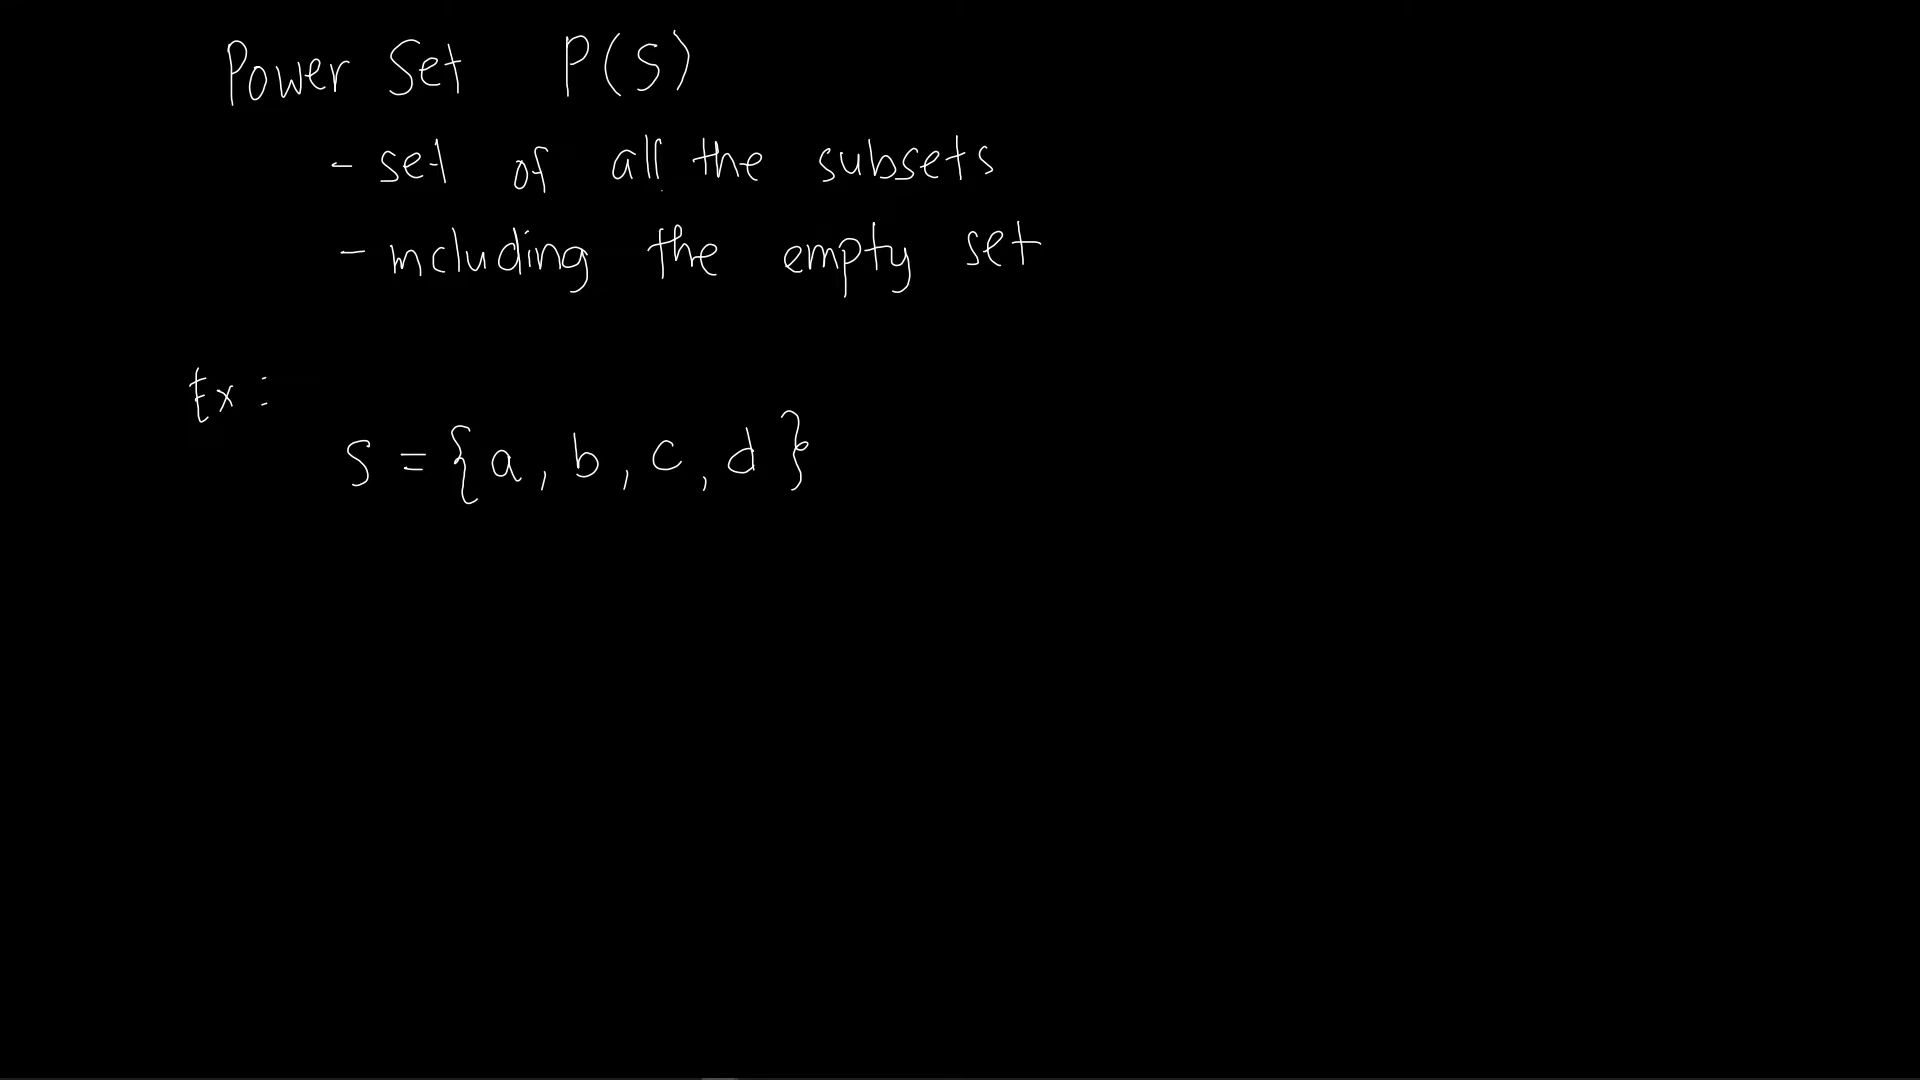 Power Set P(S)
- set of all the subsets
- including the empty set
Ex:
S = {a, b, c, d}